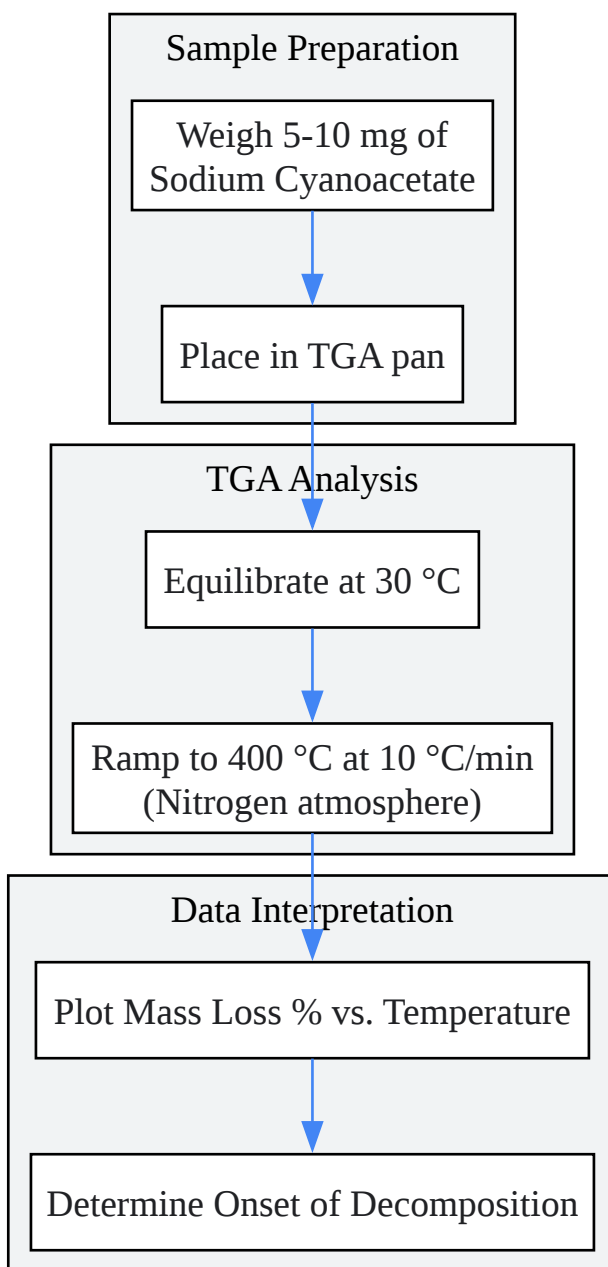 Sample Preparation
Weigh 5-10 mg of
Sodium Cyanoacetate
Place in TGA pan
TGA Analysis
Equilibrate at 30 °C
Ramp to 400 °C at 10 °C/min
(Nitrogen atmosphere)
Data Interpretation
Plot Mass Loss % vs. Temperature
Determine Onset of Decomposition